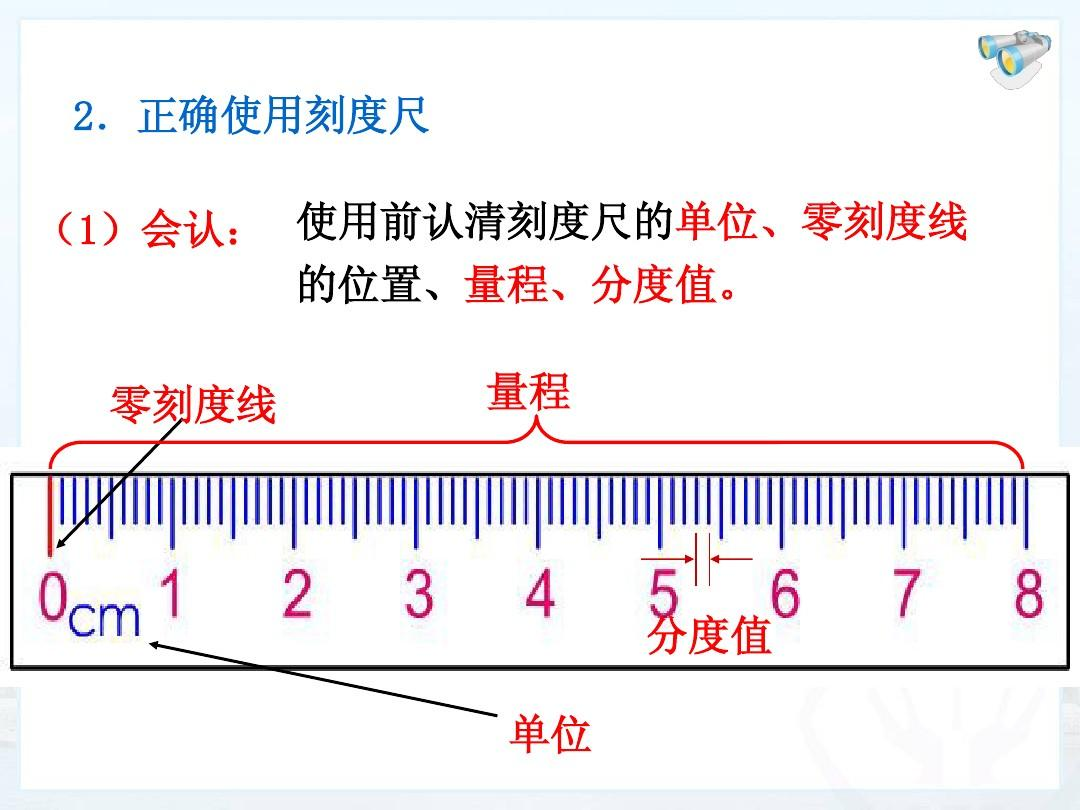 2. 正确使用刻度尺
（1）会认：
使用前认清刻度尺的单位、零刻度线
的位置、量程、分度值。
零刻度线
量程
0 1 2 3 4 5 6 7 8
cm
分度值
单位